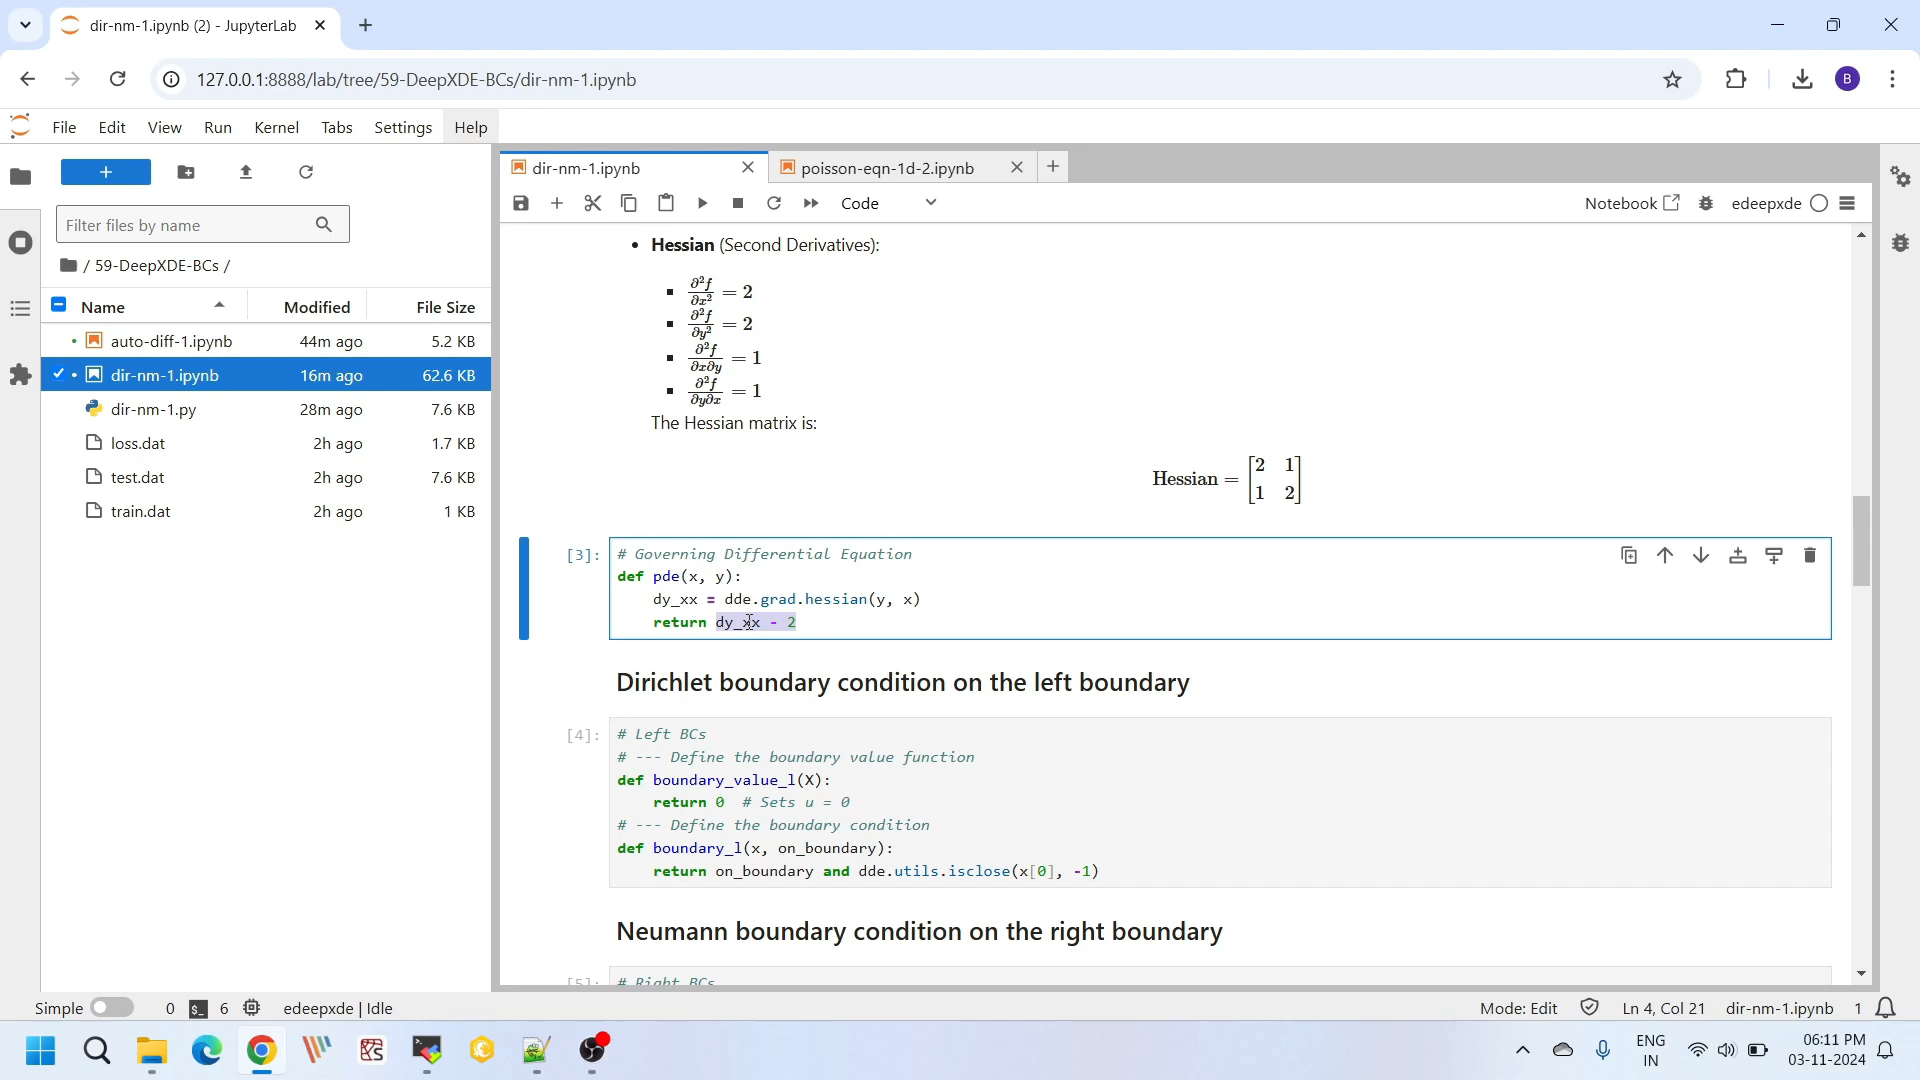 dir-nm-1.ipynb (2) - JupyterLab
127.0.0.1:8888/lab/tree/59-DeepXDE-BCs/dir-nm-1.ipynb
B
File Edit View Run Kernel Tabs Settings Help
dir-nm-1.ipynb
poisson-eqn-1d-2.ipynb
Code
Notebook
edeepxde
Filter files by name
/ 59-DeepXDE-BCs /
Name Modified File Size
auto-diff-1.ipynb 44m ago 5.2 KB
dir-nm-1.ipynb 16m ago 62.6 KB
dir-nm-1.py 28m ago 7.6 KB
loss.dat 2h ago 1.7 KB
test.dat 2h ago 7.6 KB
train.dat 2h ago 1 KB
• Hessian (Second Derivatives):
▪ ∂²f/∂x² = 2
▪ ∂²f/∂y² = 2
▪ ∂²f/∂x∂y = 1
▪ ∂²f/∂y∂x = 1
The Hessian matrix is:
Hessian = [2 1
1 2]
[3]: # Governing Differential Equation
def pde(x, y):
dy_xx = dde.grad.hessian(y, x)
return dy_xx - 2
Dirichlet boundary condition on the left boundary
[4]: # Left BCs
# --- Define the boundary value function
def boundary_value_l(X):
return 0 # Sets u = 0
# --- Define the boundary condition
def boundary_l(x, on_boundary):
return on_boundary and dde.utils.isclose(x[0], -1)
Neumann boundary condition on the right boundary
[5]: # Right BCs
Simple 0 6 edeepxde | Idle
Mode: Edit Ln 4, Col 21 dir-nm-1.ipynb 1
ENG
IN
06:11 PM
03-11-2024